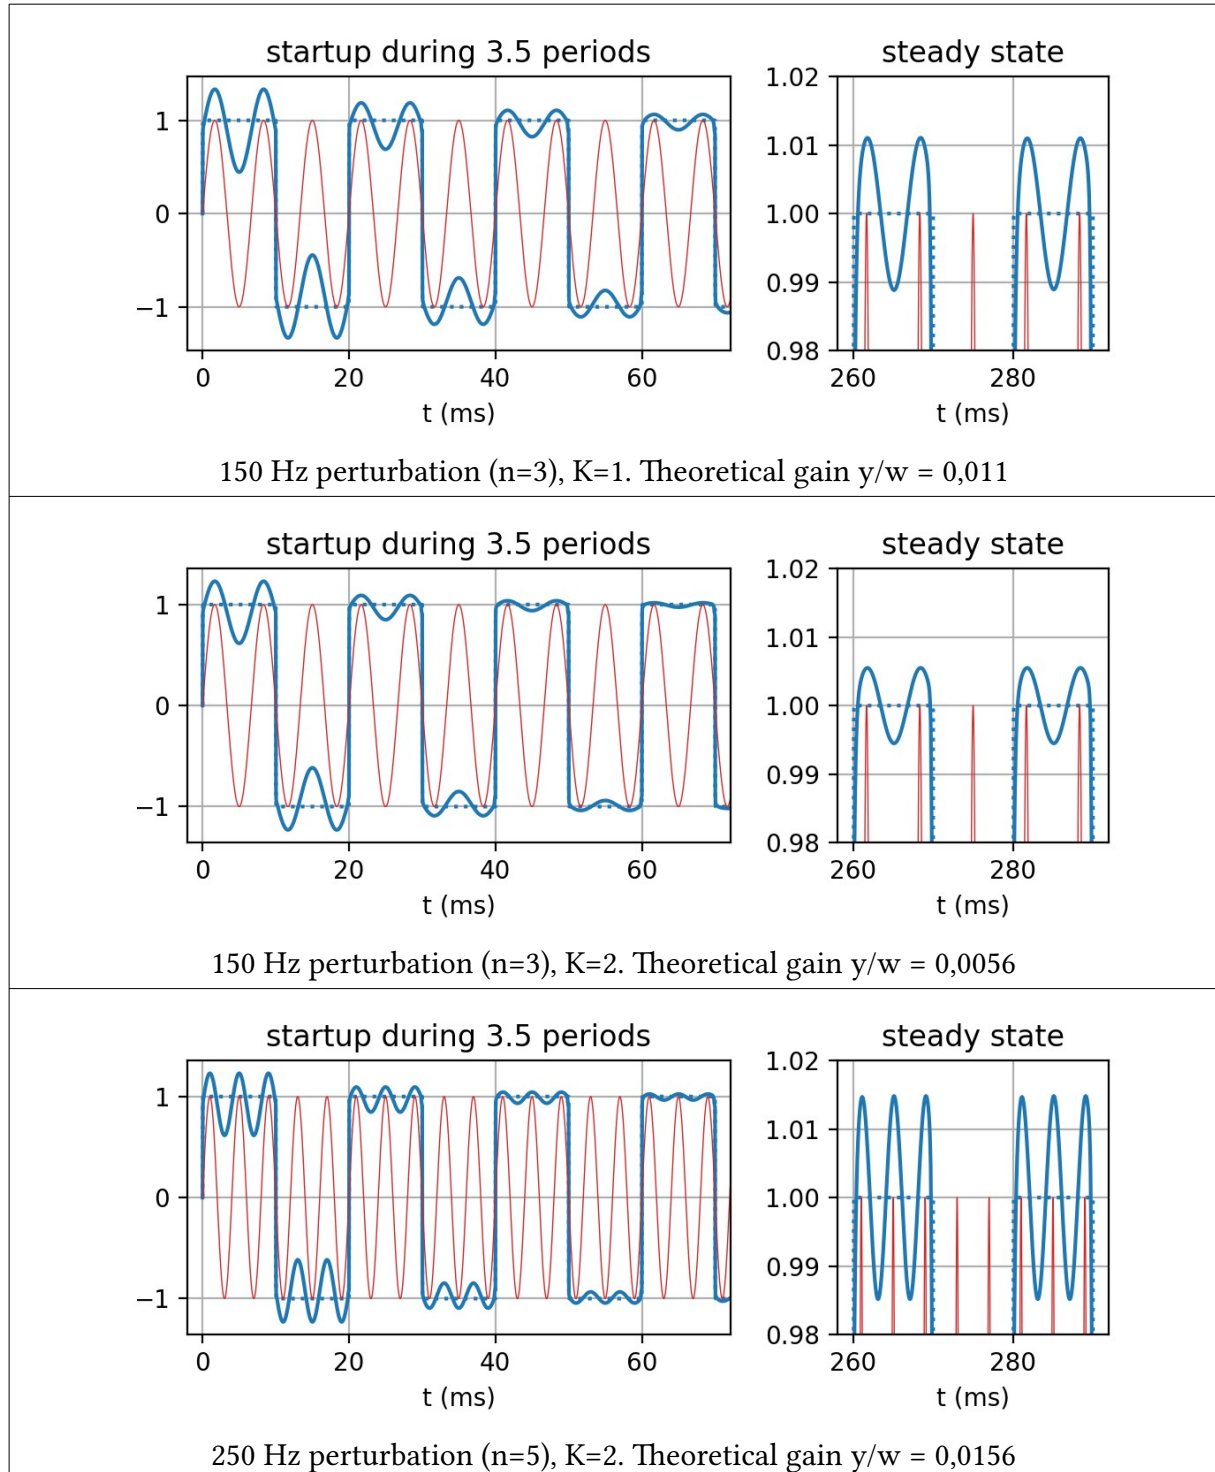 startup during 3.5 periods
steady state
1
0
−1
0
20
40
60
t (ms)
1.02
1.01
1.00
0.99
0.98
260
280
t (ms)
150 Hz perturbation (n=3), K=1. Theoretical gain y/w = 0,011
startup during 3.5 periods
steady state
1
0
−1
0
20
40
60
t (ms)
1.02
1.01
1.00
0.99
0.98
260
280
t (ms)
150 Hz perturbation (n=3), K=2. Theoretical gain y/w = 0,0056
startup during 3.5 periods
steady state
1
0
−1
0
20
40
60
t (ms)
1.02
1.01
1.00
0.99
0.98
260
280
t (ms)
250 Hz perturbation (n=5), K=2. Theoretical gain y/w = 0,0156